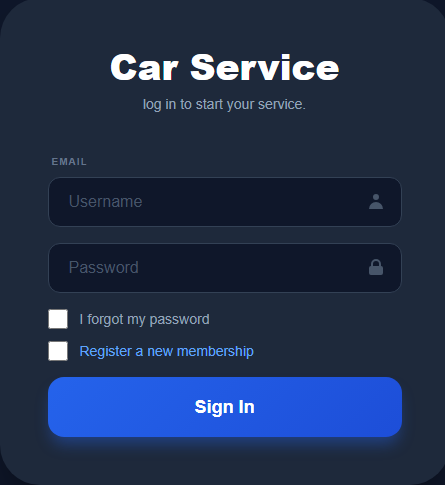 Car Service
log in to start your service.
EMAIL
Username
Password
I forgot my password
Register a new membership
Sign In